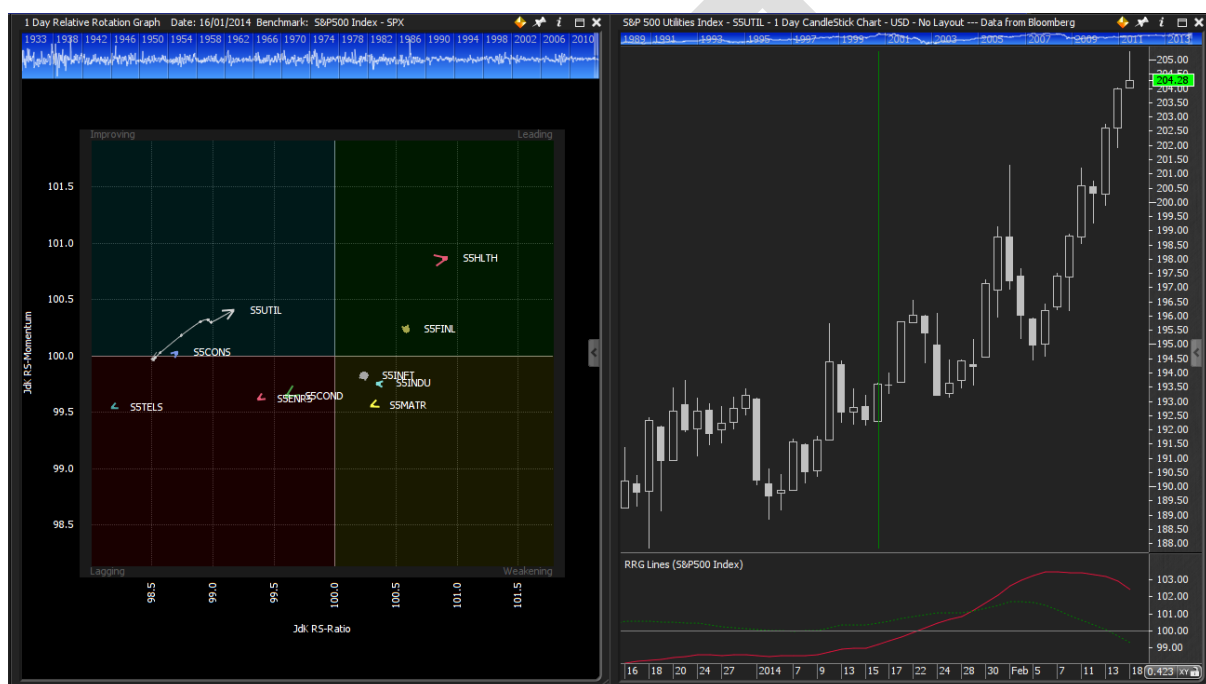 1 Day Relative Rotation Graph Date: 16/01/2014 Benchmark: S&P500 Index - SPX
1933 1938 1942 1946 1950 1954 1958 1962 1966 1970 1974 1978 1982 1986 1990 1994 1998 2002 2006 2010
Improving Leading
101.5
101.0
S5HLTH
100.5
S5UTIL
S5FINL
100.0
S5CONS
S5INFT
S5INDU
S5COND
S5MATR
S5TELS
99.5
99.0
98.5
JdK RS-Momentum
Lagging Weakening
98.5 99.0 99.5 100.0 100.5 101.0 101.5
JdK RS-Ratio
S&P 500 Utilities Index - S5UTIL - 1 Day CandleStick Chart - USD - No Layout --- Data from Bloomberg
1989 1991 1993 1995 1997 1999 2001 2003 2005 2007 2009 2011 2013
205.00
204.28
204.00
203.50
203.00
202.50
202.00
201.50
201.00
200.50
200.00
199.50
199.00
198.50
198.00
197.50
197.00
196.50
196.00
195.50
195.00
194.50
194.00
193.50
193.00
192.50
192.00
191.50
191.00
190.50
190.00
189.50
189.00
188.50
188.00
RRG Lines (S&P500 Index)
103.00
102.00
101.00
100.00
99.00
16 18 20 24 27 2014 7 9 13 15 17 22 24 28 30 Feb 5 7 11 13 18 0.423 XY